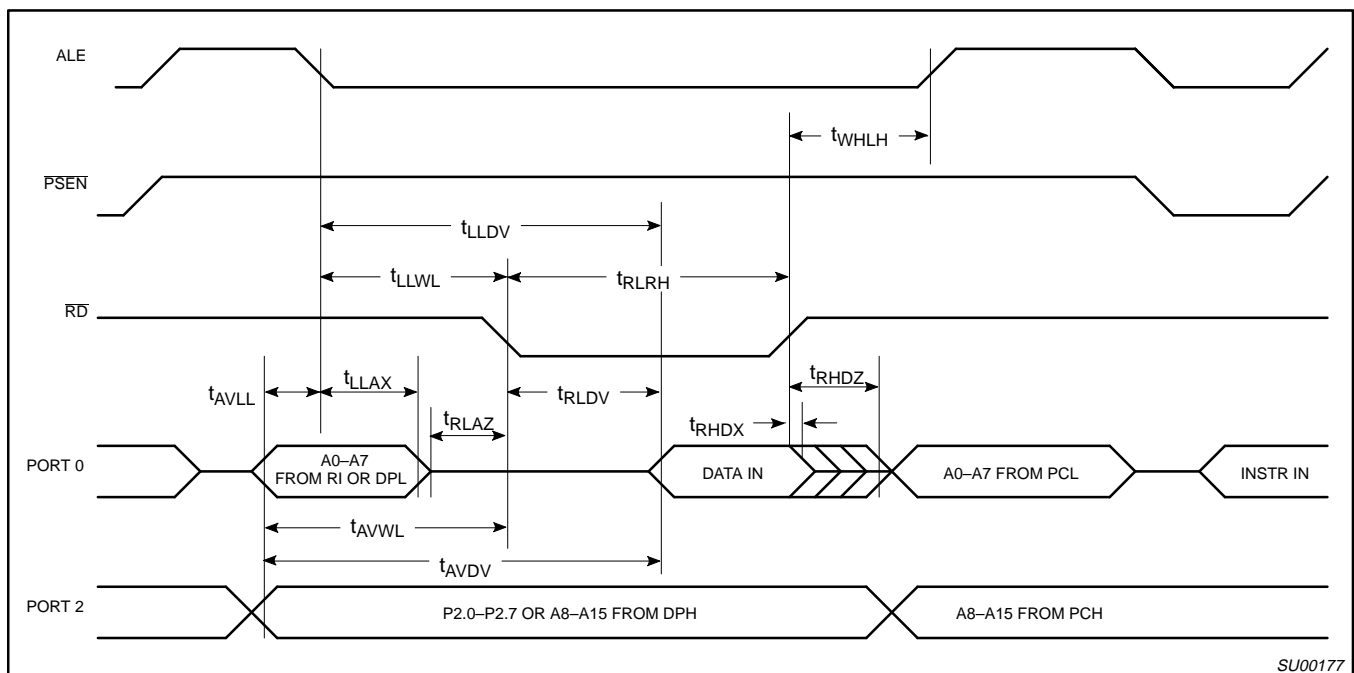 ALE
tWHLH
PSEN
tLLDV
tLLWL
tRLRH
RD
tAVLL
tLLAX
tRLAZ
tRLDV
tRHDZ
tRHDX
PORT 0
A0–A7
FROM RI OR DPL
DATA IN
A0–A7 FROM PCL
INSTR IN
tAVWL
tAVDV
PORT 2
P2.0–P2.7 OR A8–A15 FROM DPH
A8–A15 FROM PCH
SU00177